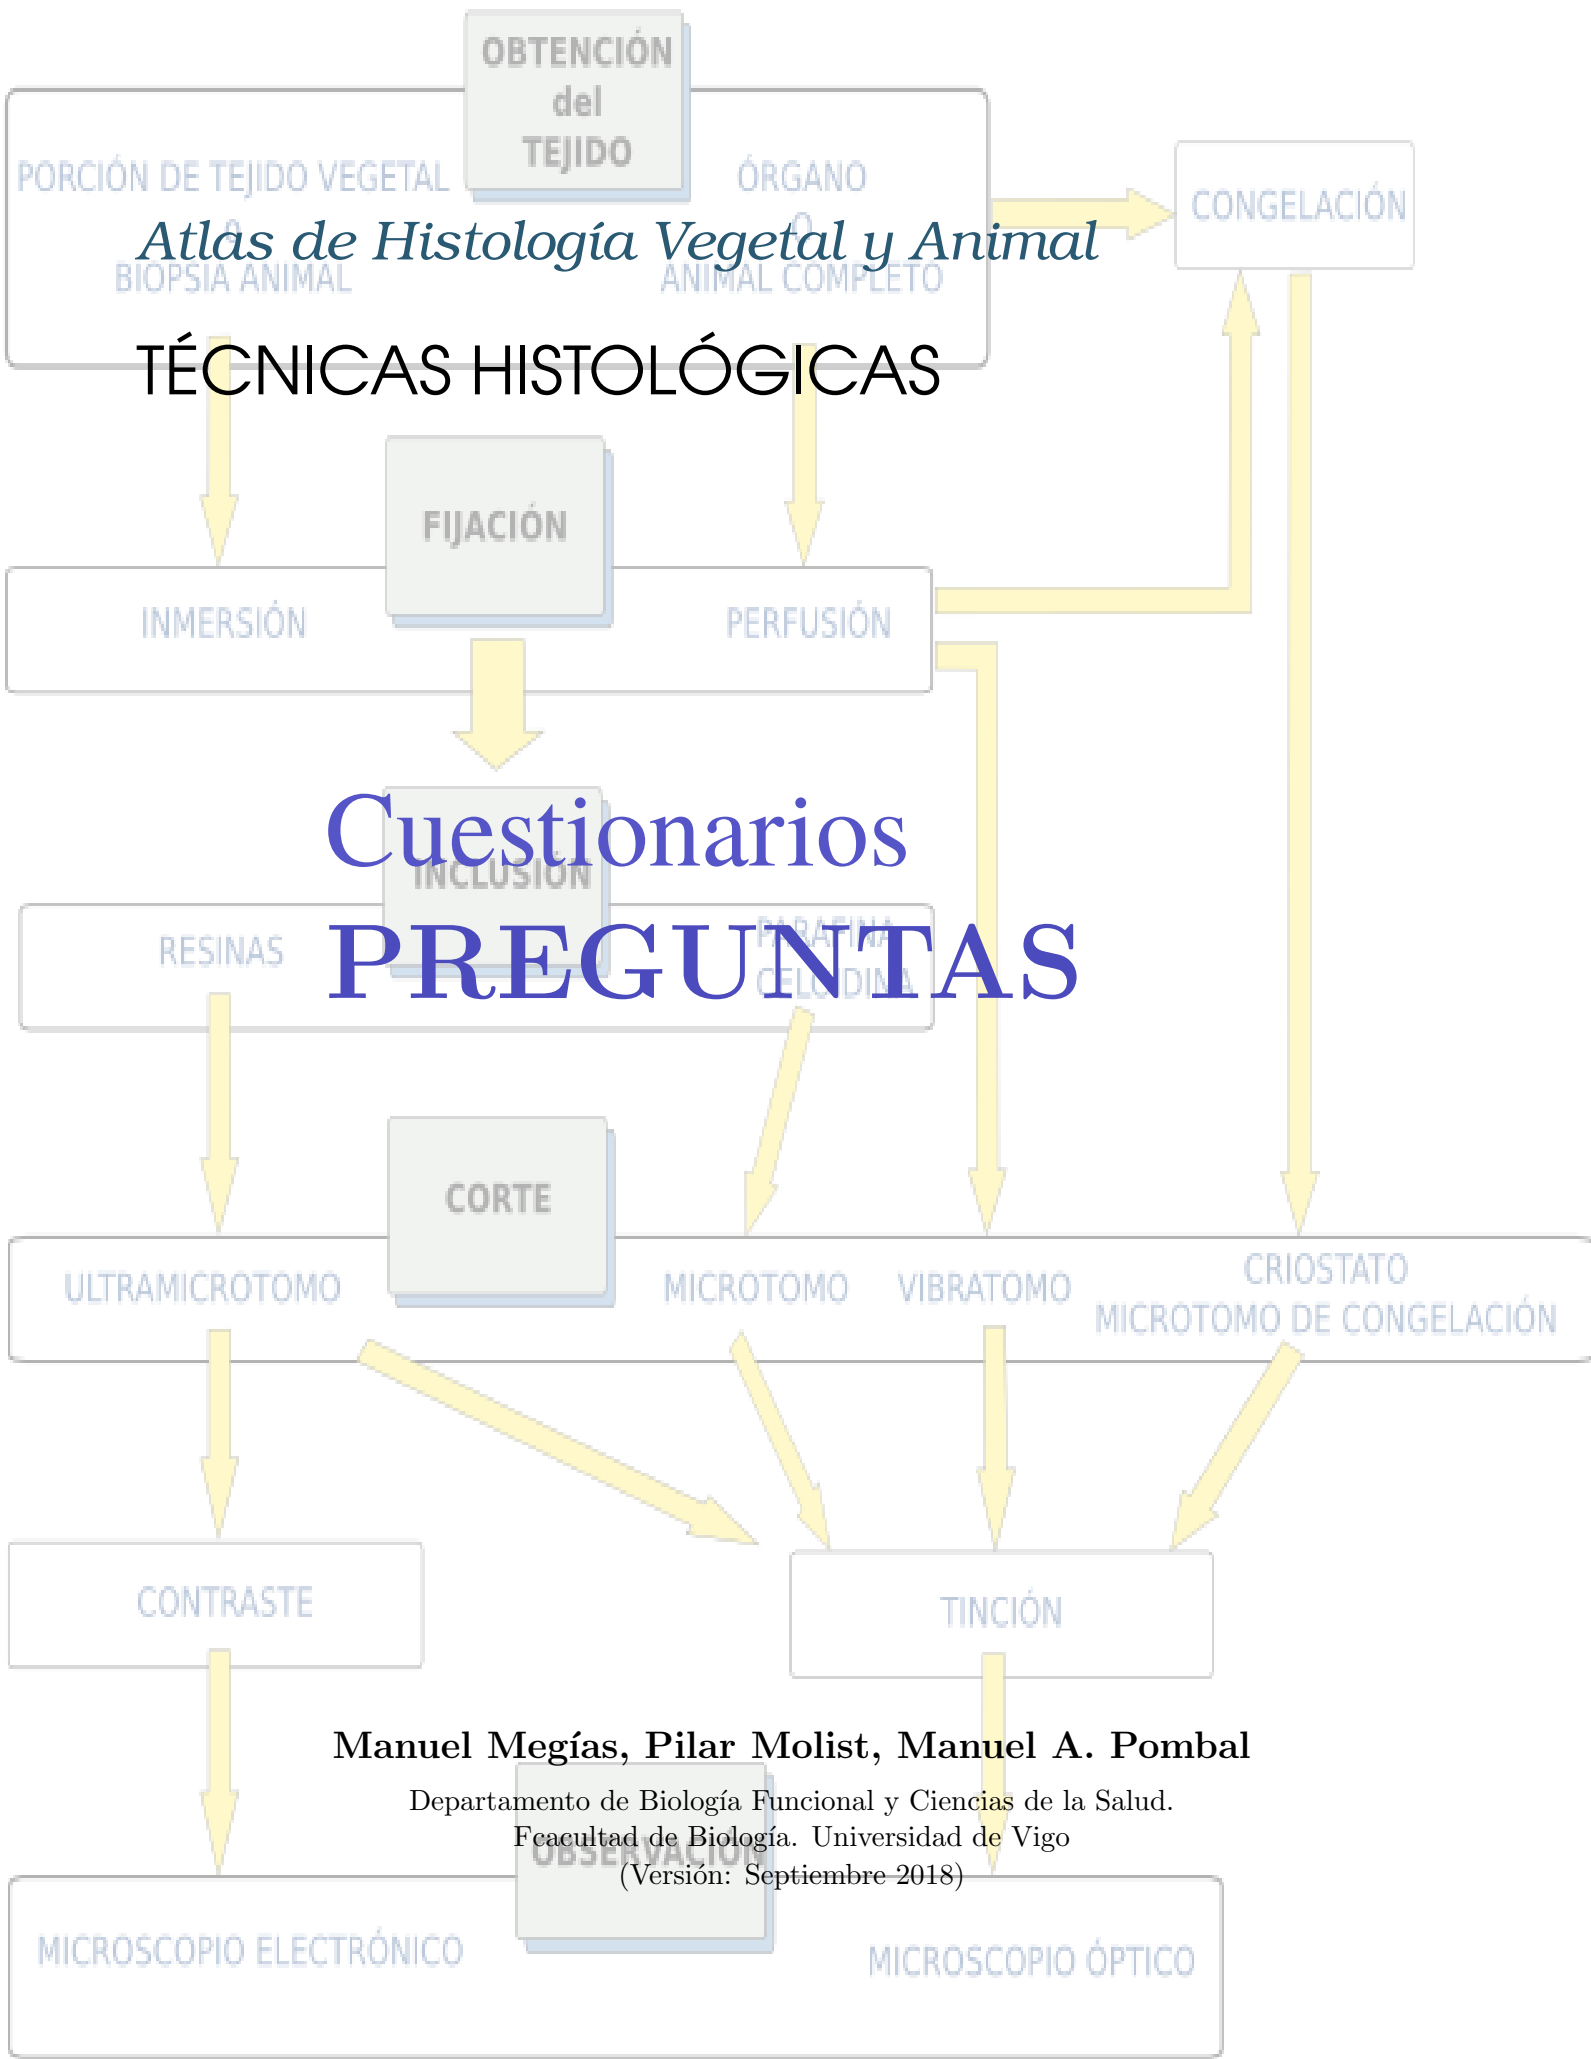 OBTENCIÓN
del
TEJIDO
PORCIÓN DE TEJIDO VEGETAL
o
BIOPSIA ANIMAL
ÓRGANO
O
ANIMAL COMPLETO
CONGELACIÓN
Atlas de Histología Vegetal y Animal
TÉCNICAS HISTOLÓGICAS
FIJACIÓN
INMERSIÓN
PERFUSIÓN
Cuestionarios
INCLUSIÓN
PREGUNTAS
RESINAS
PARAFINA
CELOIDINA
CORTE
ULTRAMICROTOMO
MICROTOMO
VIBRATOMO
CRIOSTATO
MICROTOMO DE CONGELACIÓN
CONTRASTE
TINCIÓN
Manuel Megías, Pilar Molist, Manuel A. Pombal
Departamento de Biología Funcional y Ciencias de la Salud.
Fcacultad de Biología. Universidad de Vigo
(Versión: Septiembre 2018)
OBSERVACIÓN
MICROSCOPIO ELECTRÓNICO
MICROSCOPIO ÓPTICO